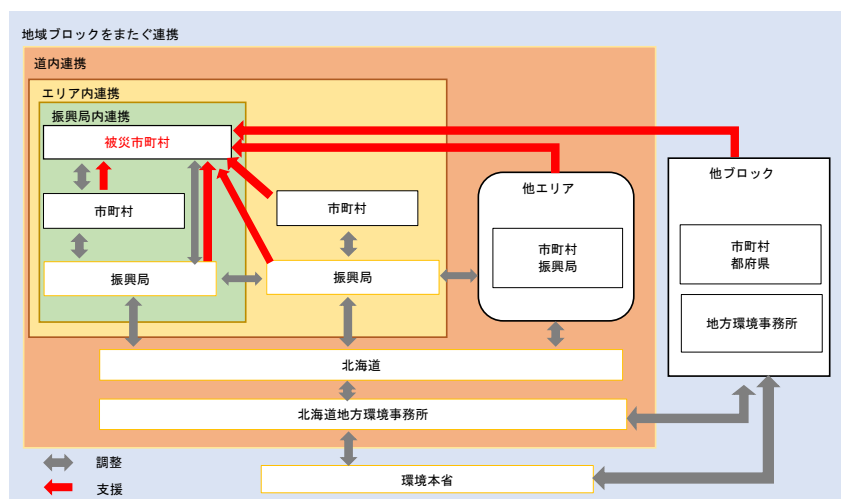 地域ブロックをまたぐ連携
道内連携
エリア内連携
振興局内連携
被災市町村
市町村
振興局
市町村
振興局
他エリア
市町村
振興局
他ブロック
市町村
都府県
地方環境事務所
北海道
北海道地方環境事務所
環境本省
調整
支援